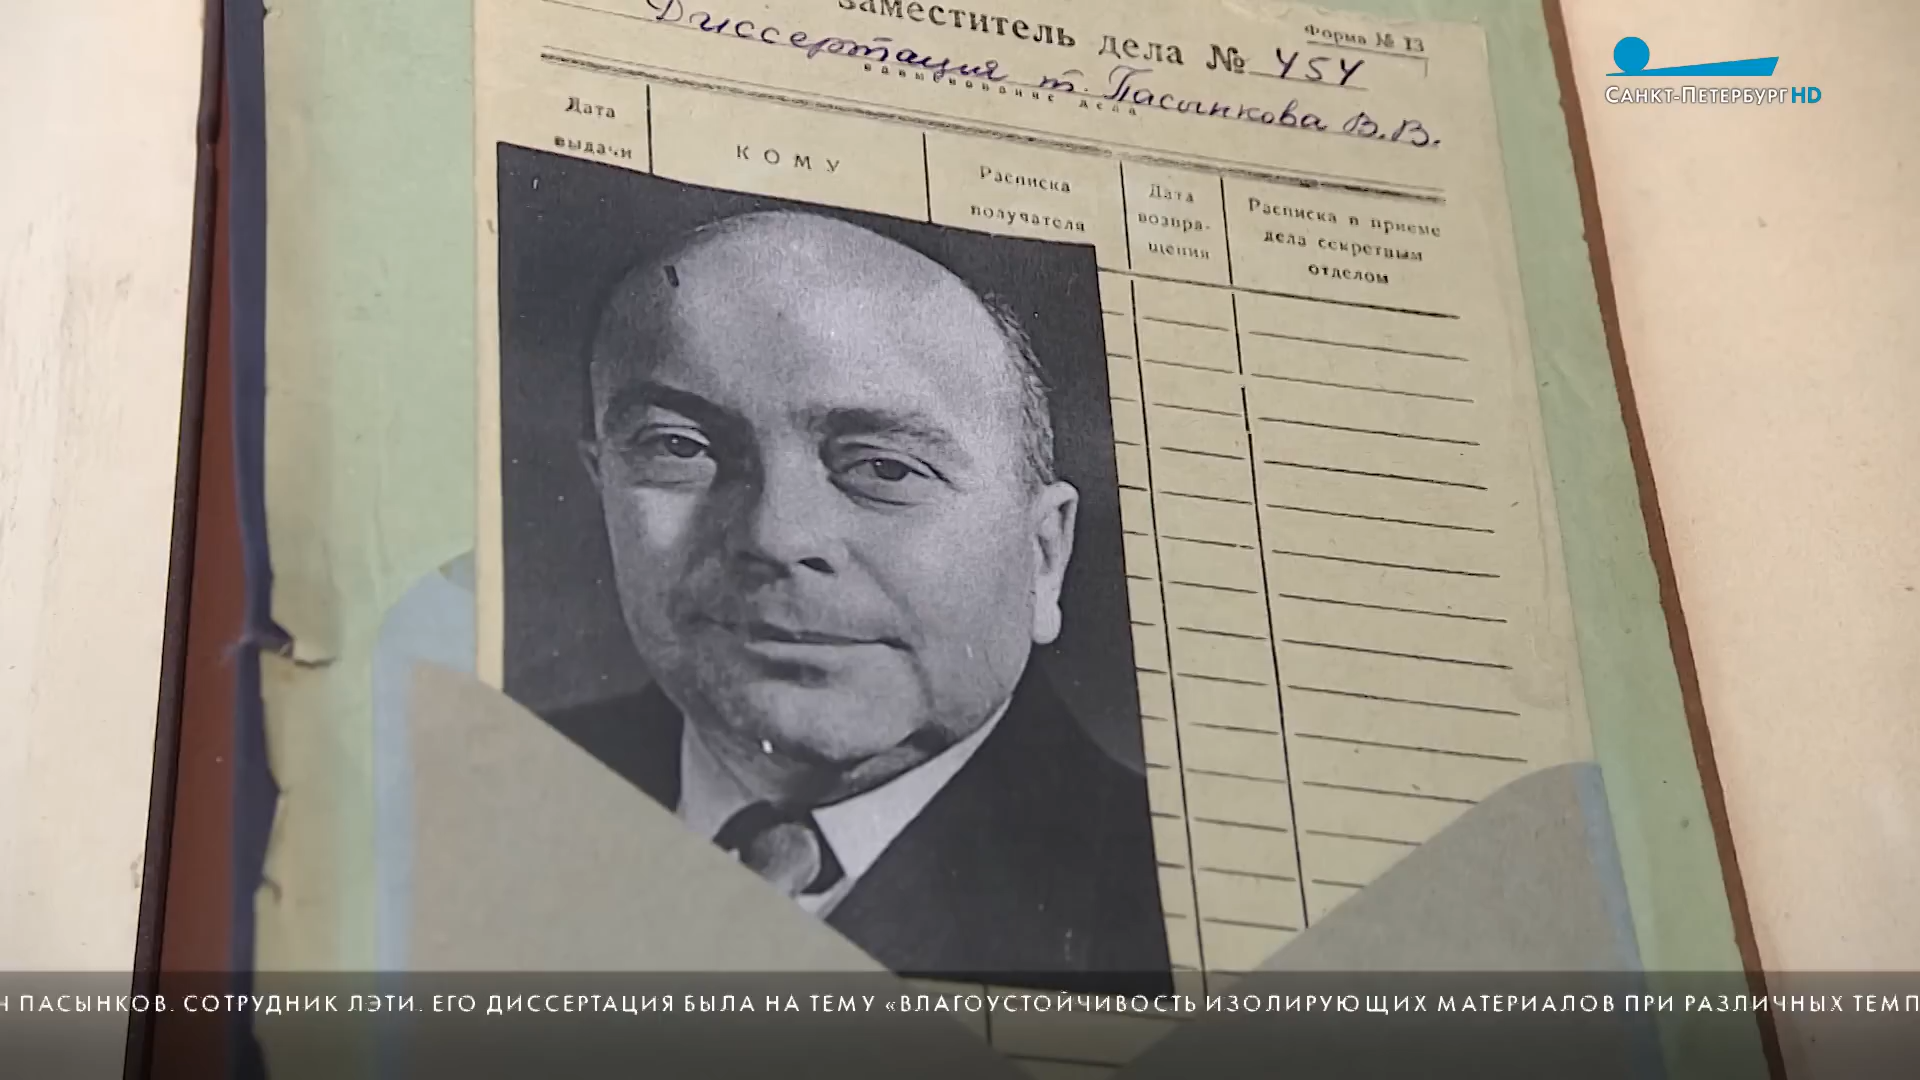 заместитель дела № 454
Форма № 13
Диссертация т. Пасынкова В.В.
наименование дела
САНКТ-ПЕТЕРБУРГ HD
Дата
выдачи
КОМУ
Расписка
получателя
Дата
возвра-
щения
Расписка в приеме
дела секретным
отделом
Ч ПАСЫНКОВ. СОТРУДНИК ЛЭТИ. ЕГО ДИССЕРТАЦИЯ БЫЛА НА ТЕМУ «ВЛАГОУСТОЙЧИВОСТЬ ИЗОЛИРУЮЩИХ МАТЕРИАЛОВ ПРИ РАЗЛИЧНЫХ ТЕМП